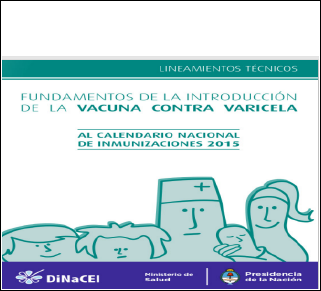 LINEAMIENTOS TÉCNICOS
FUNDAMENTOS DE LA INTRODUCCIÓN
DE LA VACUNA CONTRA VARICELA
AL CALENDARIO NACIONAL
DE INMUNIZACIONES 2015
DiNaCEI
Ministerio de
Salud
Presidencia
de la Nación